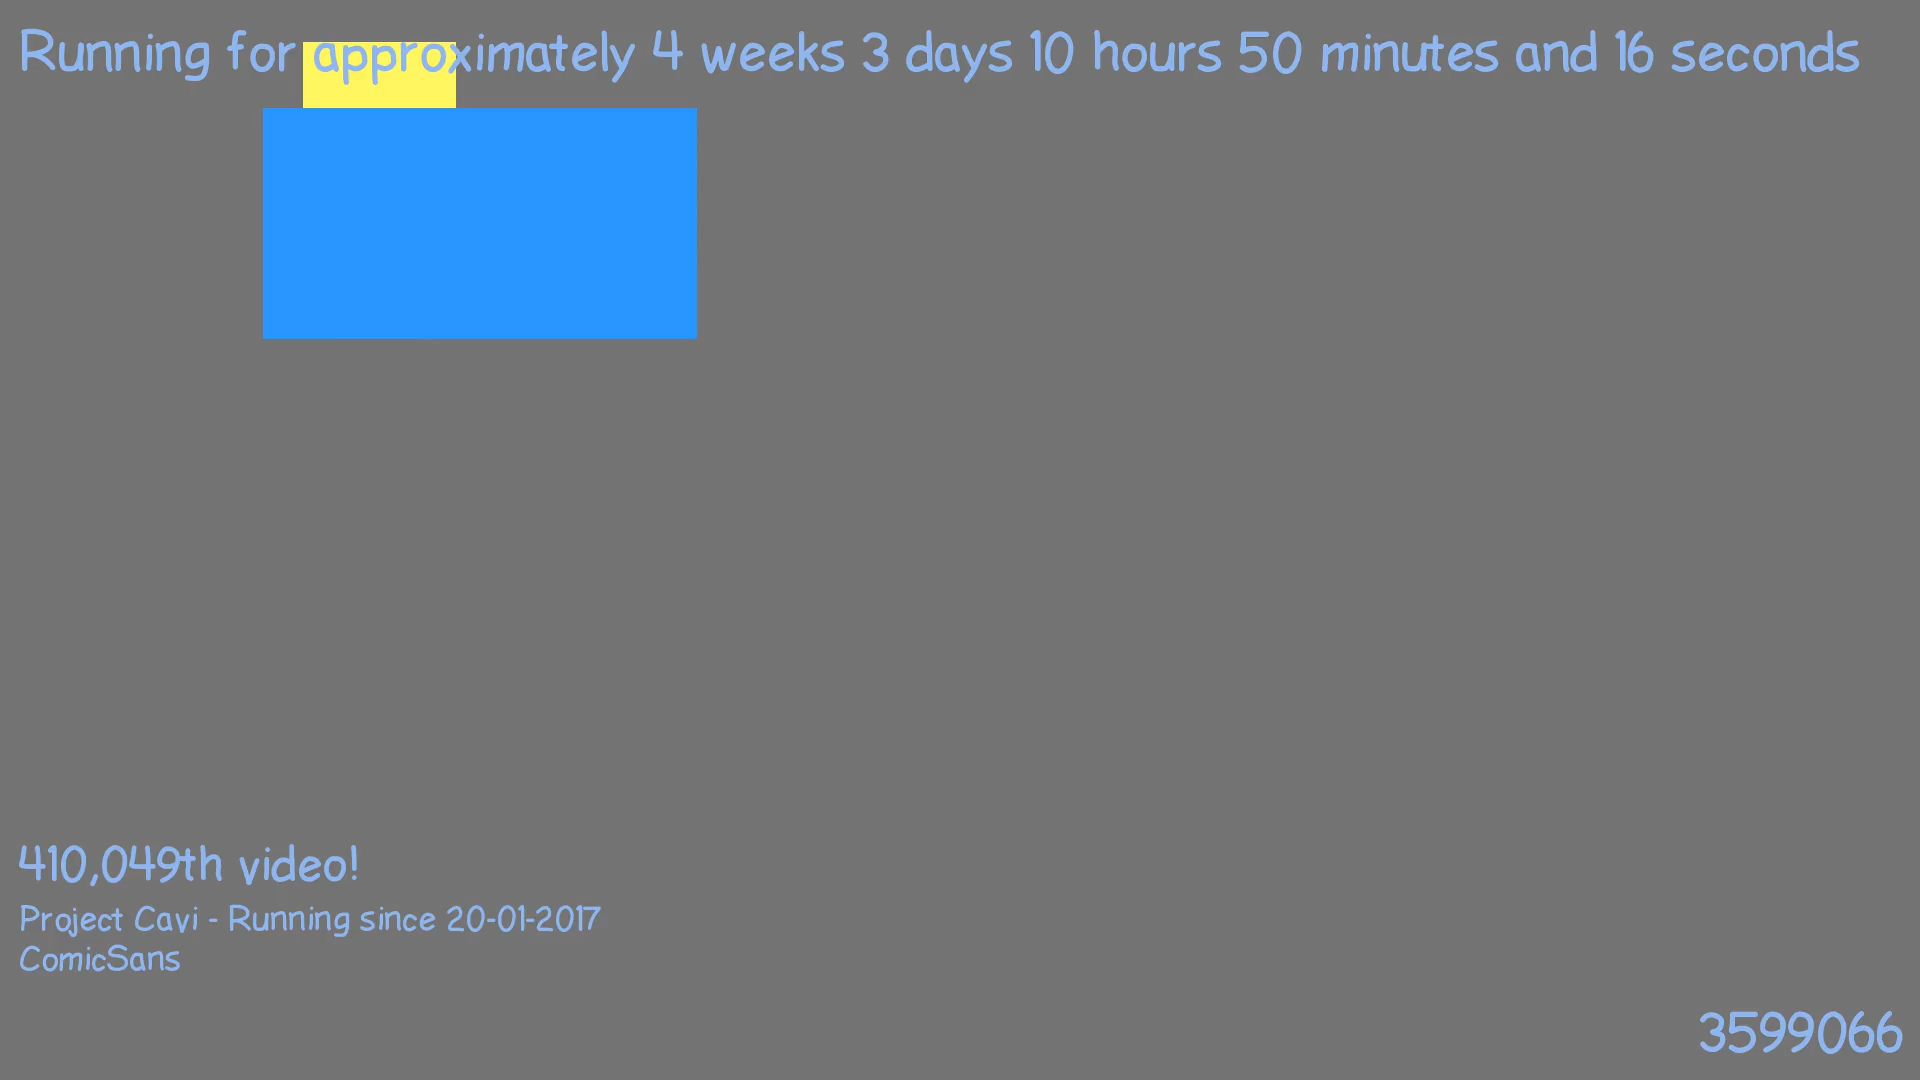 Running for approximately 4 weeks 3 days 10 hours 50 minutes and 16 seconds
410,049th video!
Project Cavi - Running since 20-01-2017
ComicSans
3599066